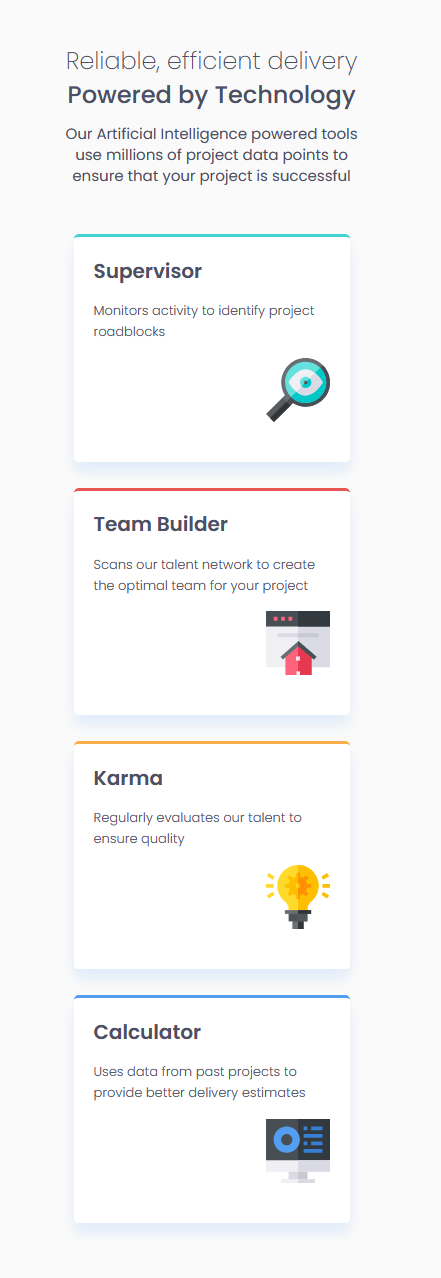 Reliable, efficient delivery
Powered by Technology
Our Artificial Intelligence powered tools
use millions of project data points to
ensure that your project is successful
Supervisor
Monitors activity to identify project
roadblocks
Team Builder
Scans our talent network to create
the optimal team for your project
Karma
Regularly evaluates our talent to
ensure quality
Calculator
Uses data from past projects to
provide better delivery estimates